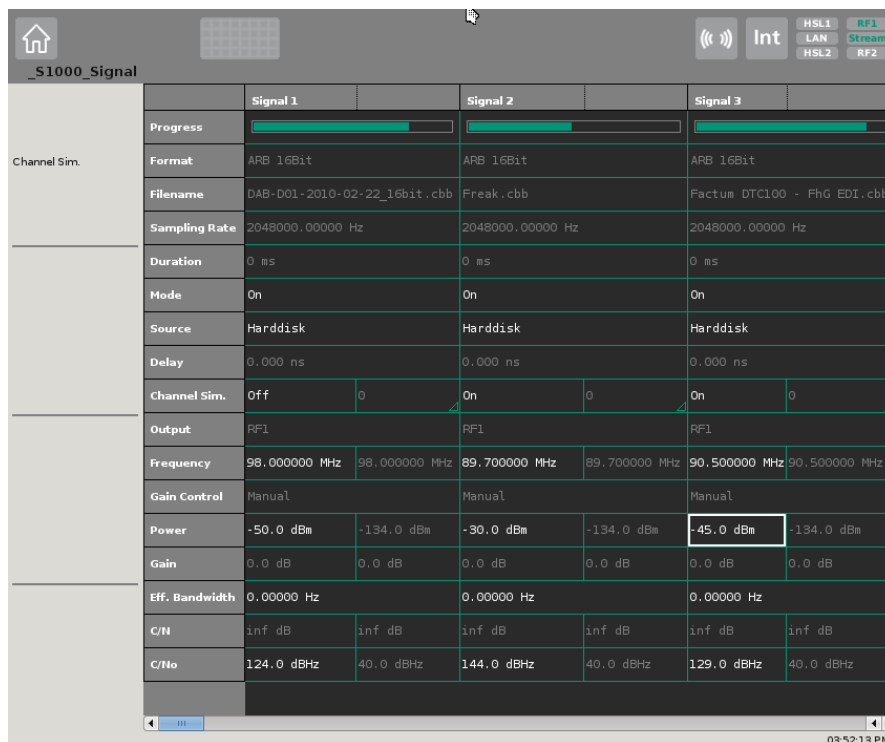 Int
HSL1 RF1
LAN Stream
HSL2 RF2
_S1000_Signal
Signal 1 Signal 2 Signal 3
Progress
Channel Sim.
Format ARB 16Bit ARB 16Bit ARB 16Bit
Filename DAB-D01-2010-02-22_16bit.cbb Freak.cbb Factum DTC100 - FhG EDI.cbb
Sampling Rate 2048000.00000 Hz 2048000.00000 Hz 2048000.00000 Hz
Duration 0 ms 0 ms 0 ms
Mode On On On
Source Harddisk Harddisk Harddisk
Delay 0.000 ns 0.000 ns 0.000 ns
Channel Sim. Off 0 On 0 On 0
Output RF1 RF1 RF1
Frequency 98.000000 MHz 98.000000 MHz 89.700000 MHz 89.700000 MHz 90.500000 MHz 90.500000 MHz
Gain Control Manual Manual Manual
Power -50.0 dBm -134.0 dBm -30.0 dBm -134.0 dBm -45.0 dBm -134.0 dBm
Gain 0.0 dB 0.0 dB 0.0 dB 0.0 dB 0.0 dB 0.0 dB
Eff. Bandwidth 0.00000 Hz 0.00000 Hz 0.00000 Hz
C/N inf dB inf dB inf dB inf dB inf dB inf dB
C/No 124.0 dBHz 40.0 dBHz 144.0 dBHz 40.0 dBHz 129.0 dBHz 40.0 dBHz
03:52:13 PM